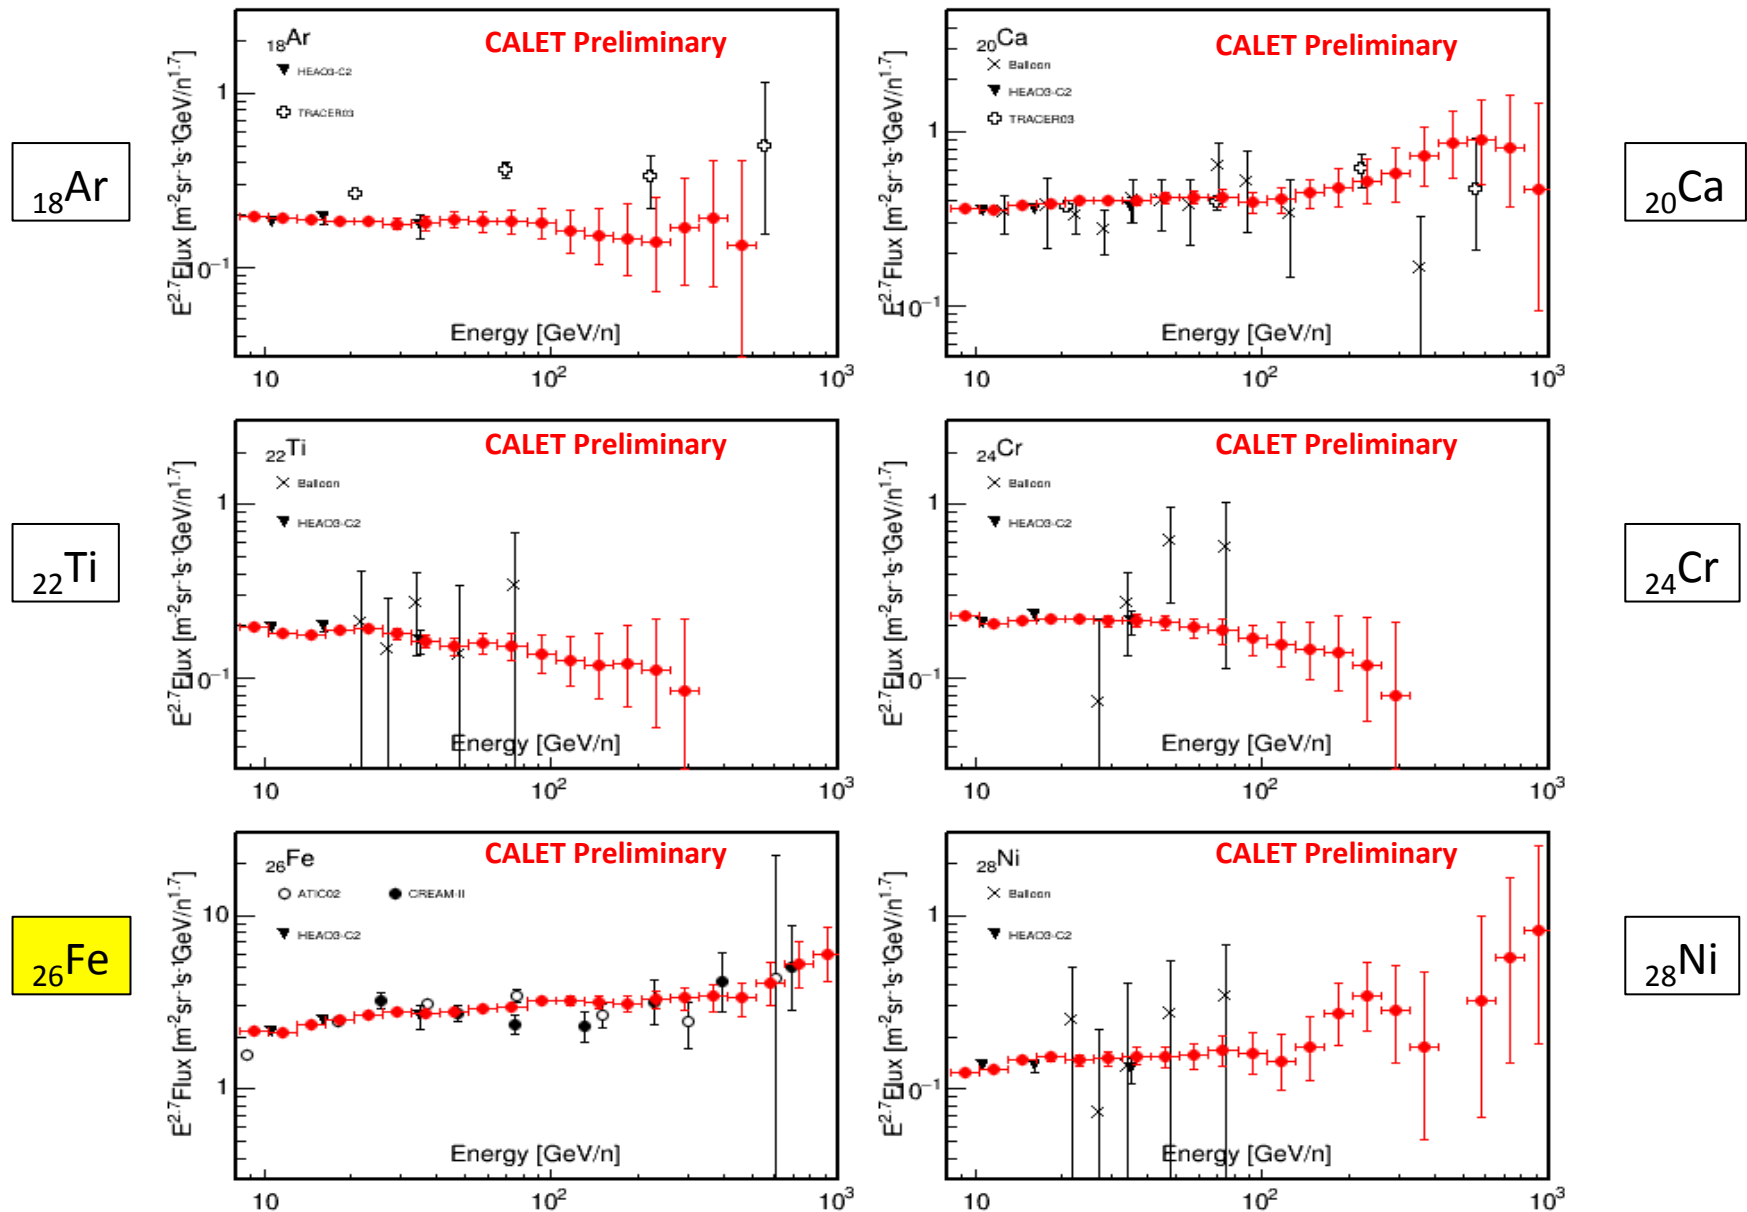 18Ar
CALET Preliminary
HEAO3-C2
TRACER03
1
10⁻¹
E2.7Flux [m-2sr-1s-1GeV/n1.7]
Energy [GeV/n]
10 10² 10³
18Ar
20Ca
CALET Preliminary
Balloon
HEAO3-C2
TRACER03
1
10⁻¹
E2.7Flux [m-2sr-1s-1GeV/n1.7]
Energy [GeV/n]
10 10² 10³
20Ca
22Ti
CALET Preliminary
Balloon
HEAO3-C2
1
10⁻¹
E2.7Flux [m-2sr-1s-1GeV/n1.7]
Energy [GeV/n]
10 10² 10³
22Ti
24Cr
CALET Preliminary
Balloon
HEAO3-C2
1
10⁻¹
E2.7Flux [m-2sr-1s-1GeV/n1.7]
Energy [GeV/n]
10 10² 10³
24Cr
26Fe
CALET Preliminary
ATIC02 CREAM-II
HEAO3-C2
10
1
E2.7Flux [m-2sr-1s-1GeV/n1.7]
Energy [GeV/n]
10 10² 10³
26Fe
28Ni
CALET Preliminary
Balloon
HEAO3-C2
1
10⁻¹
E2.7Flux [m-2sr-1s-1GeV/n1.7]
Energy [GeV/n]
10 10² 10³
28Ni